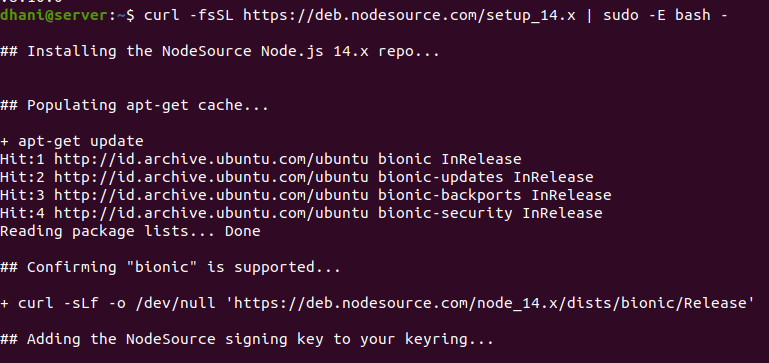 dhani@server:~$ curl -fsSL https://deb.nodesource.com/setup_14.x | sudo -E bash -
## Installing the NodeSource Node.js 14.x repo...
## Populating apt-get cache...
+ apt-get update
Hit:1 http://id.archive.ubuntu.com/ubuntu bionic InRelease
Hit:2 http://id.archive.ubuntu.com/ubuntu bionic-updates InRelease
Hit:3 http://id.archive.ubuntu.com/ubuntu bionic-backports InRelease
Hit:4 http://id.archive.ubuntu.com/ubuntu bionic-security InRelease
Reading package lists... Done
## Confirming "bionic" is supported...
+ curl -sLf -o /dev/null 'https://deb.nodesource.com/node_14.x/dists/bionic/Release'
## Adding the NodeSource signing key to your keyring...